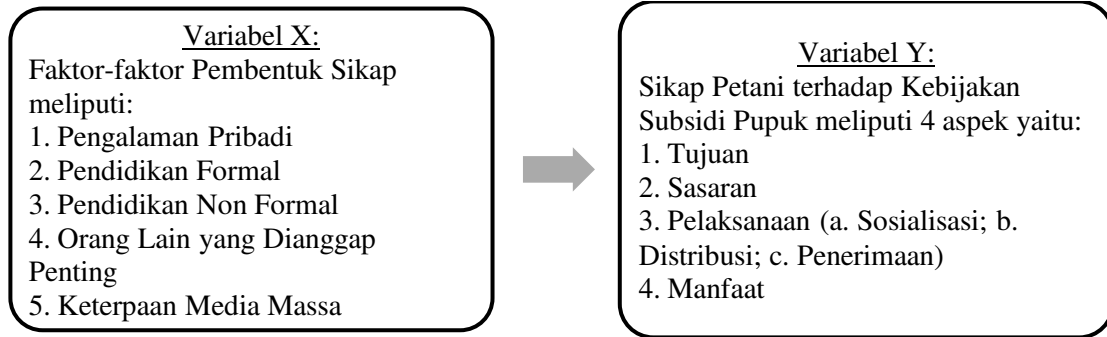 Variabel X:
Faktor-faktor Pembentuk Sikap
meliputi:
1. Pengalaman Pribadi
2. Pendidikan Formal
3. Pendidikan Non Formal
4. Orang Lain yang Dianggap
Penting
5. Keterpaan Media Massa
Variabel Y:
Sikap Petani terhadap Kebijakan
Subsidi Pupuk meliputi 4 aspek yaitu:
1. Tujuan
2. Sasaran
3. Pelaksanaan (a. Sosialisasi; b.
Distribusi; c. Penerimaan)
4. Manfaat